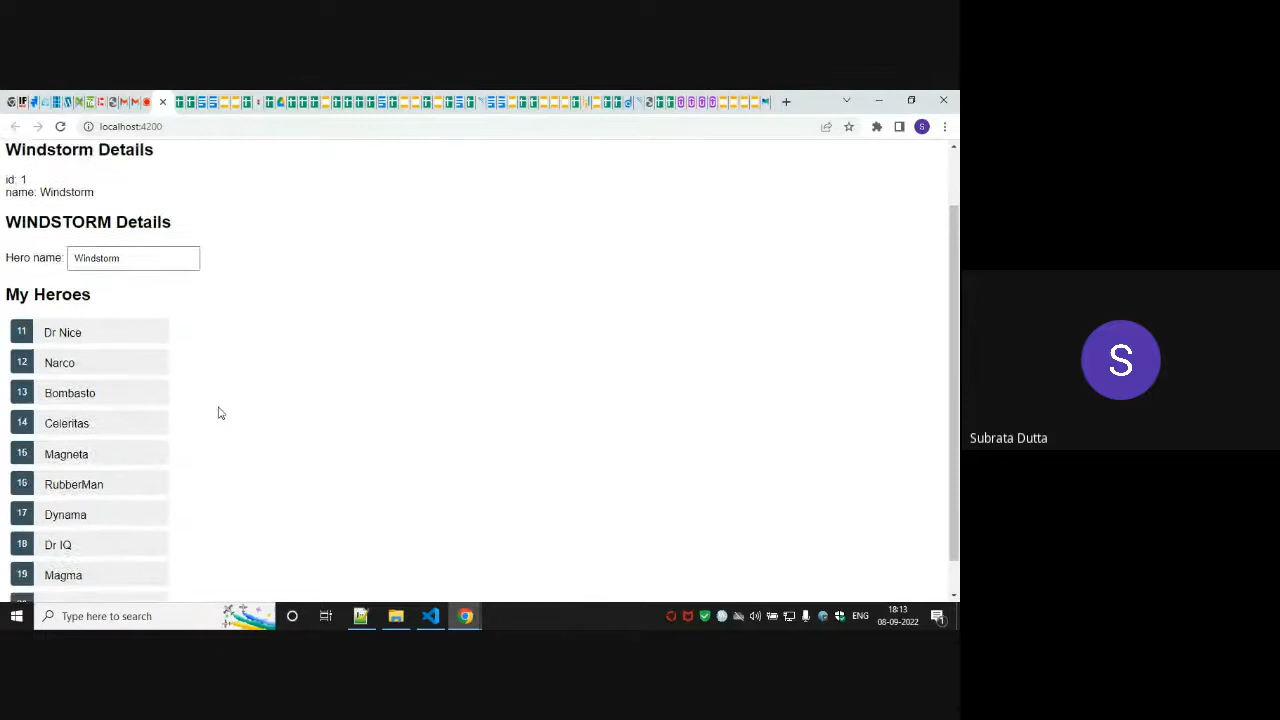 localhost:4200
S
Windstorm Details
id: 1
name: Windstorm
WINDSTORM Details
Hero name: Windstorm
My Heroes
11 Dr Nice
12 Narco
13 Bombasto
14 Celeritas
15 Magneta
16 RubberMan
17 Dynama
18 Dr IQ
19 Magma
S
Subrata Dutta
Type here to search
ENG
18:13
08-09-2022
1